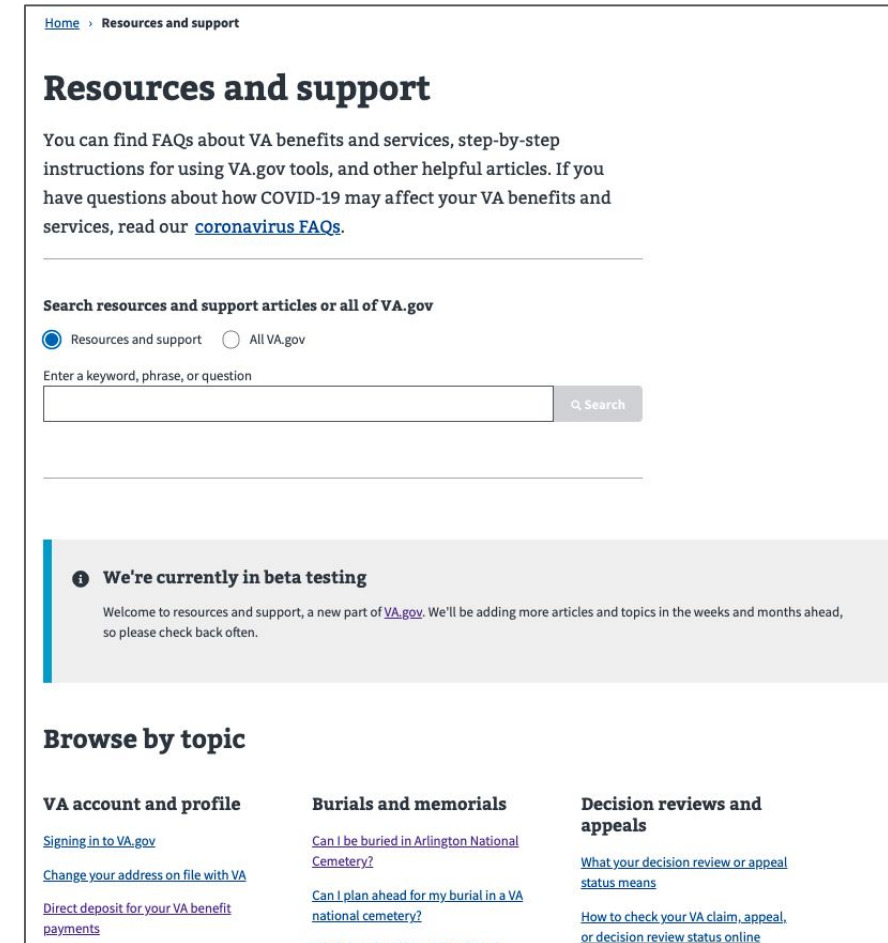 Home › Resources and support
Resources and support
You can find FAQs about VA benefits and services, step-by-step
instructions for using VA.gov tools, and other helpful articles. If you
have questions about how COVID-19 may affect your VA benefits and
services, read our coronavirus FAQs.
Search resources and support articles or all of VA.gov
Resources and support All VA.gov
Enter a keyword, phrase, or question
Search
We're currently in beta testing
Welcome to resources and support, a new part of VA.gov. We'll be adding more articles and topics in the weeks and months ahead,
so please check back often.
Browse by topic
VA account and profile
Signing in to VA.gov
Change your address on file with VA
Direct deposit for your VA benefit
payments
Burials and memorials
Can I be buried in Arlington National
Cemetery?
Can I plan ahead for my burial in a VA
national cemetery?
Decision reviews and
appeals
What your decision review or appeal
status means
How to check your VA claim, appeal,
or decision review status online